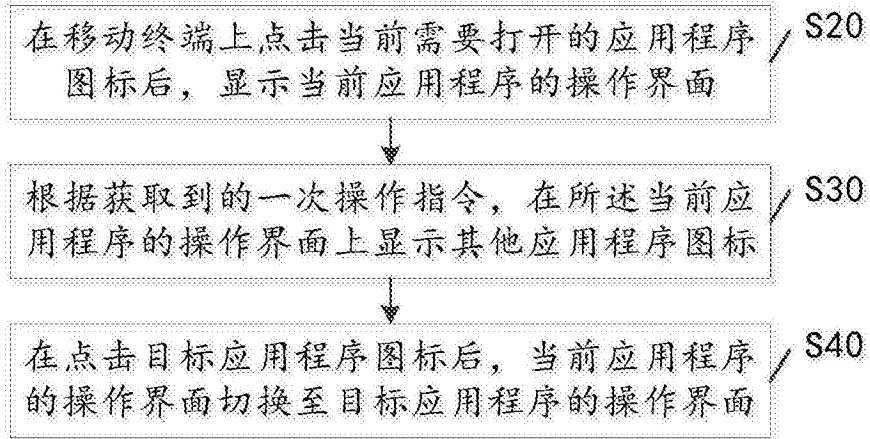 在移动终端上点击当前需要打开的应用程序
图标后，显示当前应用程序的操作界面
S20
根据获取到的一次操作指令，在所述当前应
用程序的操作界面上显示其他应用程序图标
S30
在点击目标应用程序图标后，当前应用程序
的操作界面切换至目标应用程序的操作界面
S40